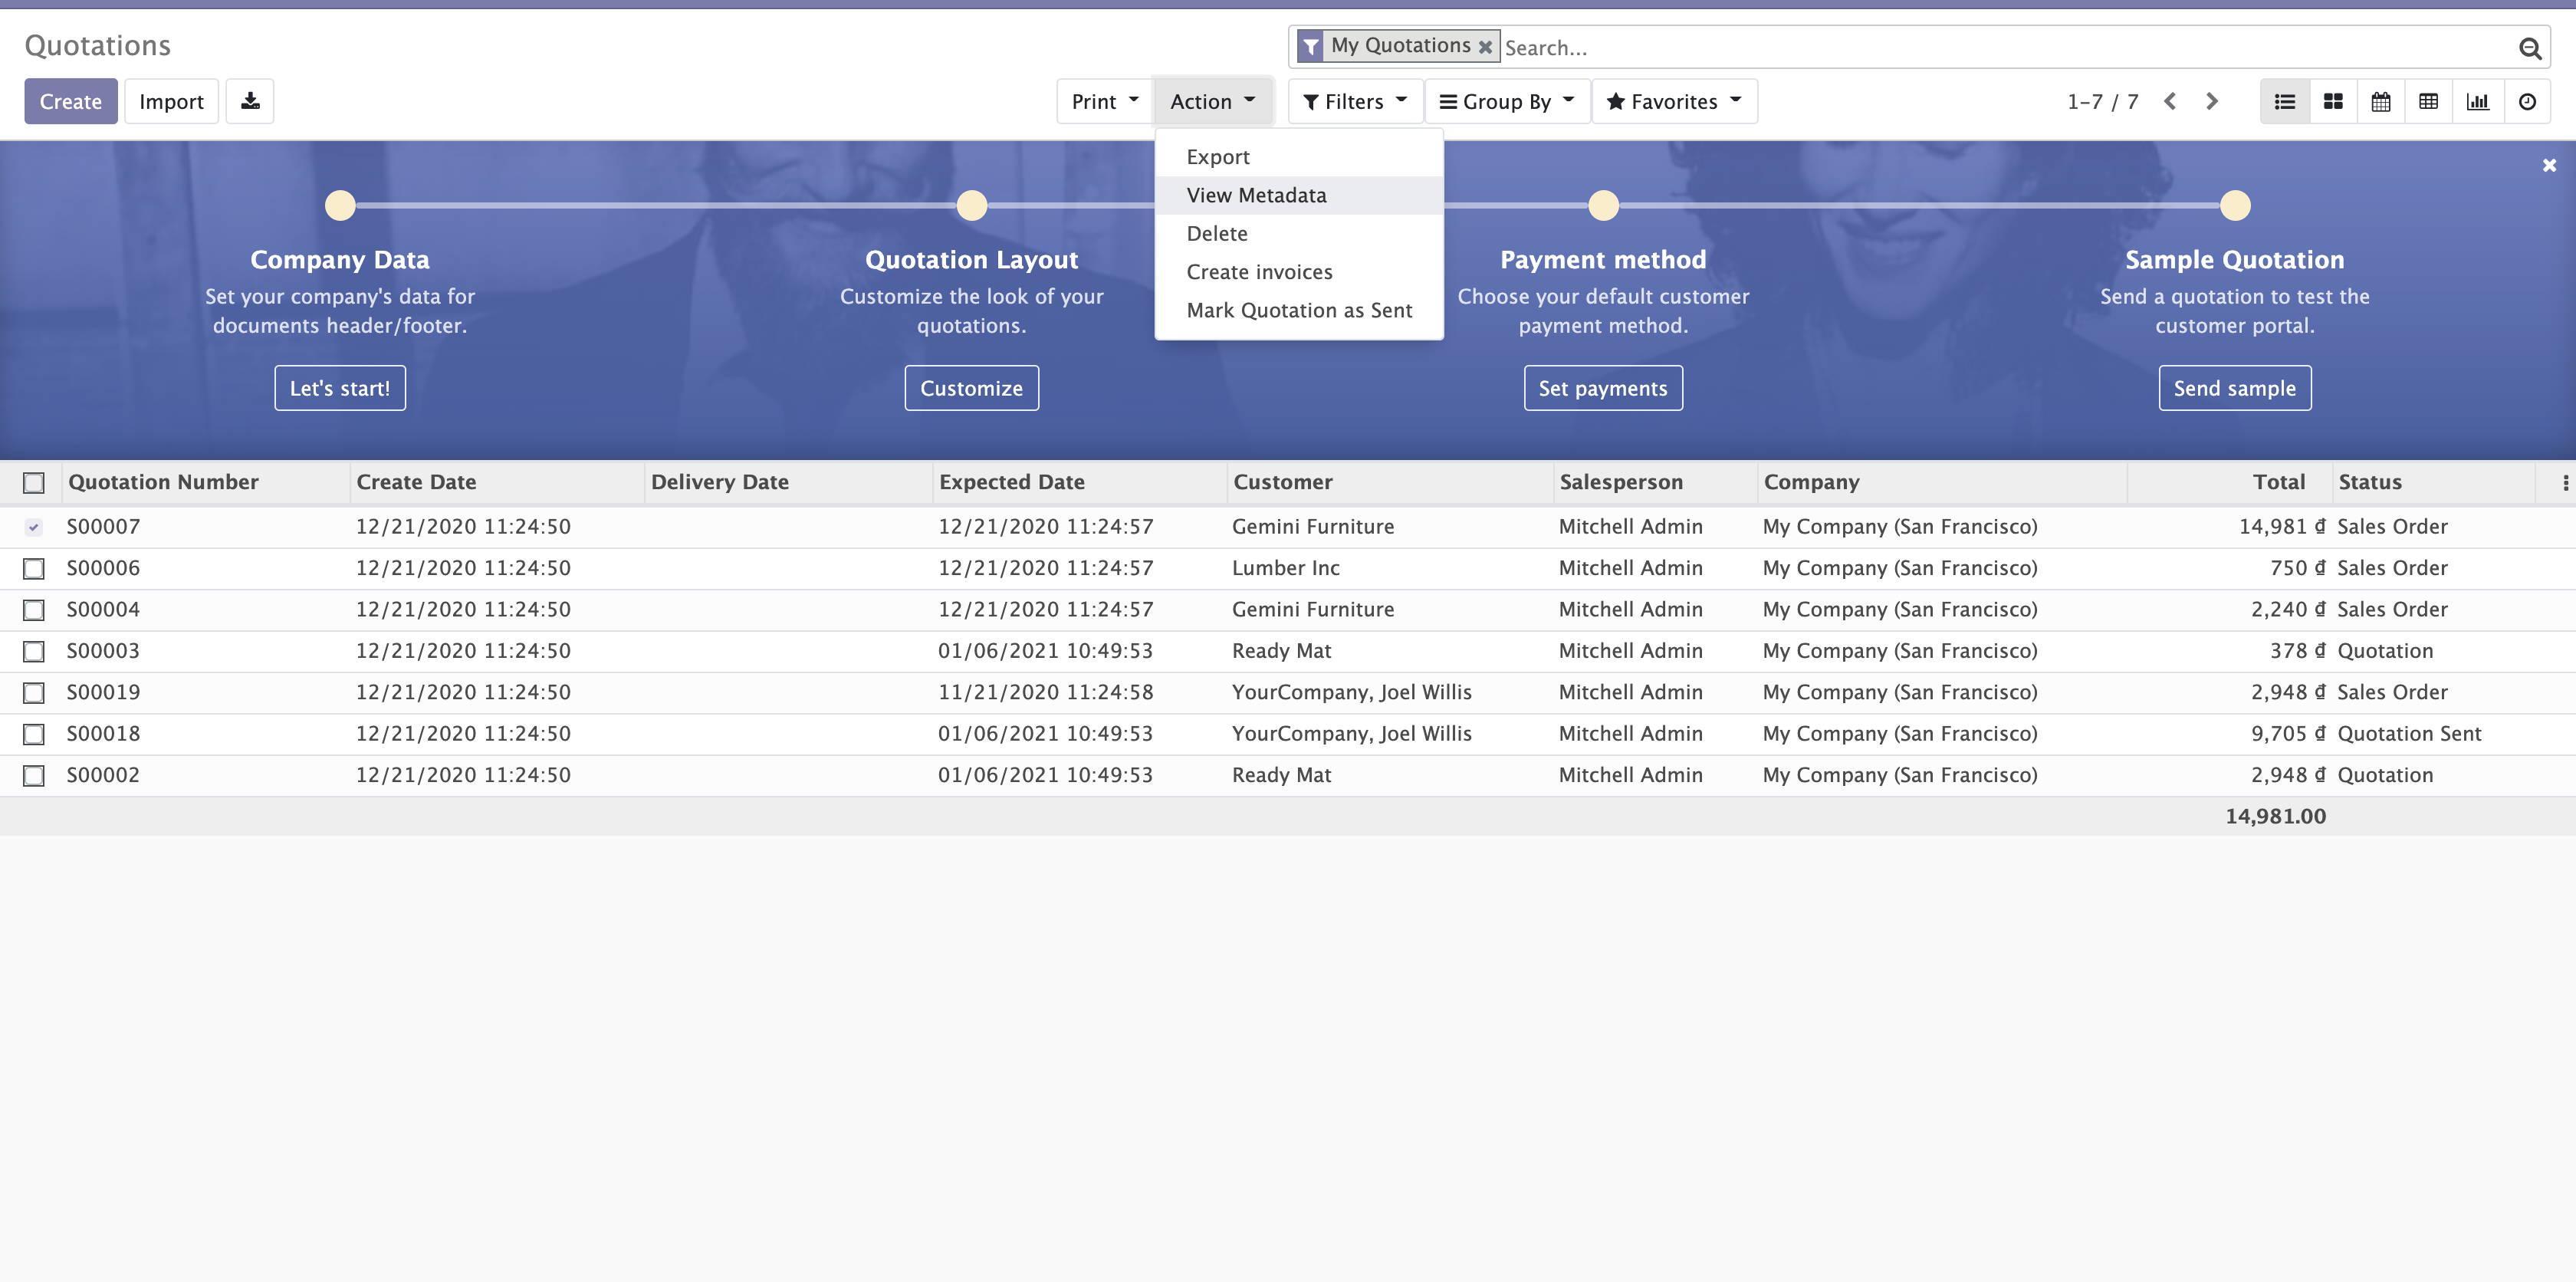 Quotations
My Quotations Search...
Create Import
Print Action Filters Group By Favorites 1-7 / 7
Export
View Metadata
Delete
Create invoices
Mark Quotation as Sent
Company Data
Set your company's data for
documents header/footer.
Let's start!
Quotation Layout
Customize the look of your
quotations.
Customize
Payment method
Choose your default customer
payment method.
Set payments
Sample Quotation
Send a quotation to test the
customer portal.
Send sample
Quotation Number Create Date Delivery Date Expected Date Customer Salesperson Company Total Status
S00007 12/21/2020 11:24:50 12/21/2020 11:24:57 Gemini Furniture Mitchell Admin My Company (San Francisco) 14,981 ₫ Sales Order
S00006 12/21/2020 11:24:50 12/21/2020 11:24:57 Lumber Inc Mitchell Admin My Company (San Francisco) 750 ₫ Sales Order
S00004 12/21/2020 11:24:50 12/21/2020 11:24:57 Gemini Furniture Mitchell Admin My Company (San Francisco) 2,240 ₫ Sales Order
S00003 12/21/2020 11:24:50 01/06/2021 10:49:53 Ready Mat Mitchell Admin My Company (San Francisco) 378 ₫ Quotation
S00019 12/21/2020 11:24:50 11/21/2020 11:24:58 YourCompany, Joel Willis Mitchell Admin My Company (San Francisco) 2,948 ₫ Sales Order
S00018 12/21/2020 11:24:50 01/06/2021 10:49:53 YourCompany, Joel Willis Mitchell Admin My Company (San Francisco) 9,705 ₫ Quotation Sent
S00002 12/21/2020 11:24:50 01/06/2021 10:49:53 Ready Mat Mitchell Admin My Company (San Francisco) 2,948 ₫ Quotation
14,981.00